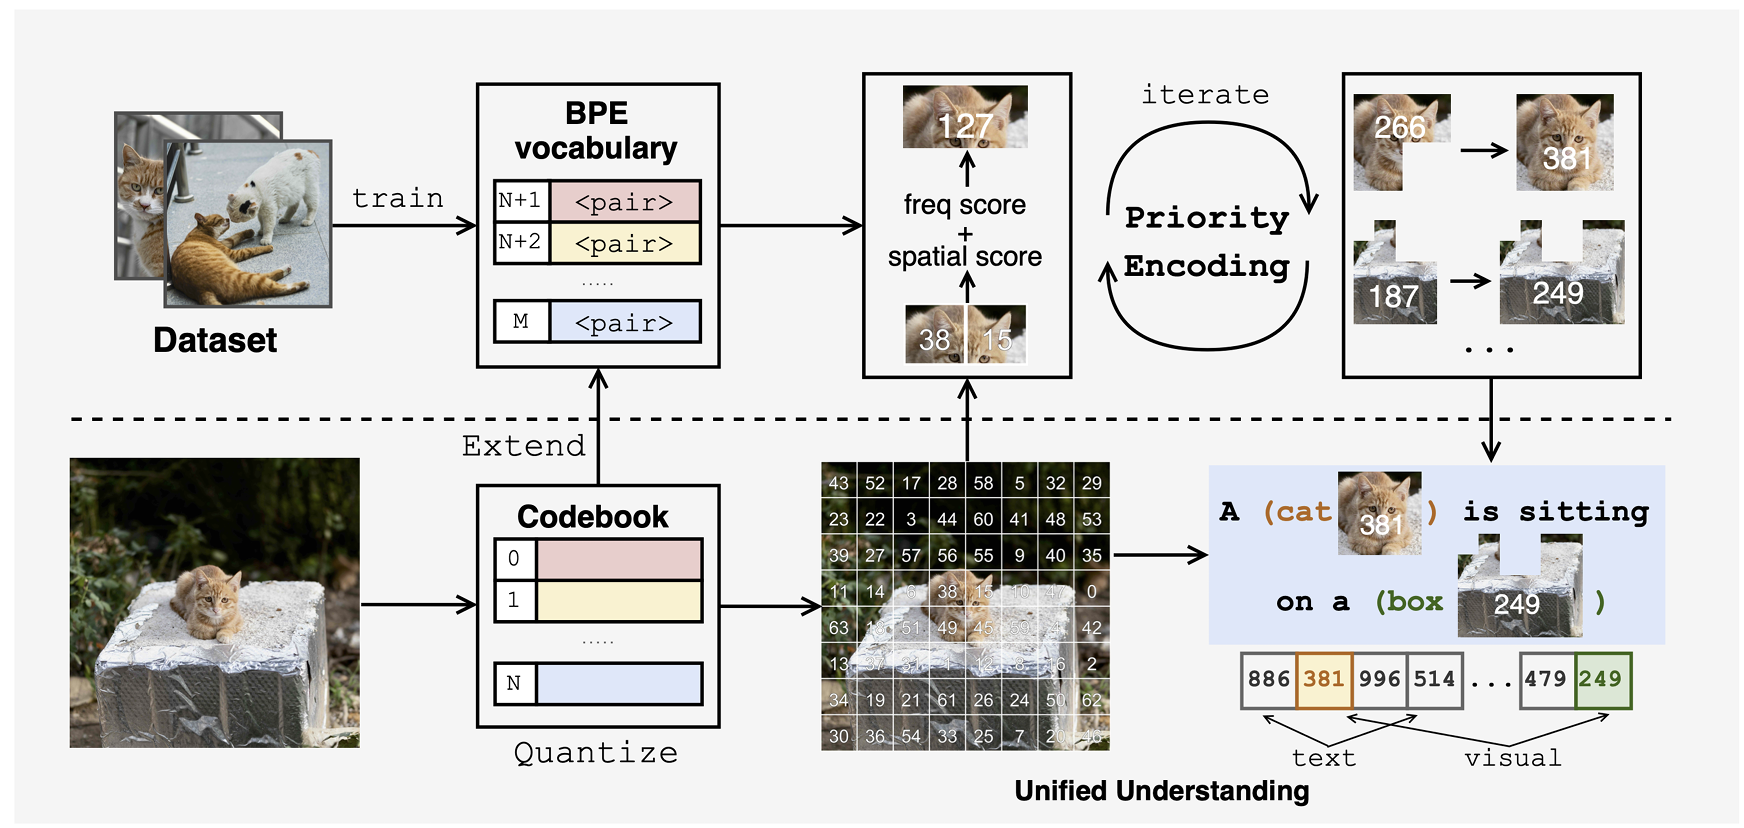 Dataset
train
BPE
vocabulary
N+1 <pair>
N+2 <pair>
.....
M <pair>
127
freq score
+
spatial score
38 15
iterate
Priority
Encoding
266
381
187
249
...
Extend
Codebook
0
1
.....
N
Quantize
43 52 17 28 58 5 32 29
23 22 3 44 60 41 48 53
39 27 57 56 55 9 40 35
11 14 6 38 15 10 47 0
63 18 51 49 45 59 4 42
13 37 31 1 12 8 16 2
34 19 21 61 26 24 50 62
30 36 54 33 25 7 20 46
A (cat 381 ) is sitting
on a (box 249 )
886 381 996 514 ... 479 249
text visual
Unified Understanding